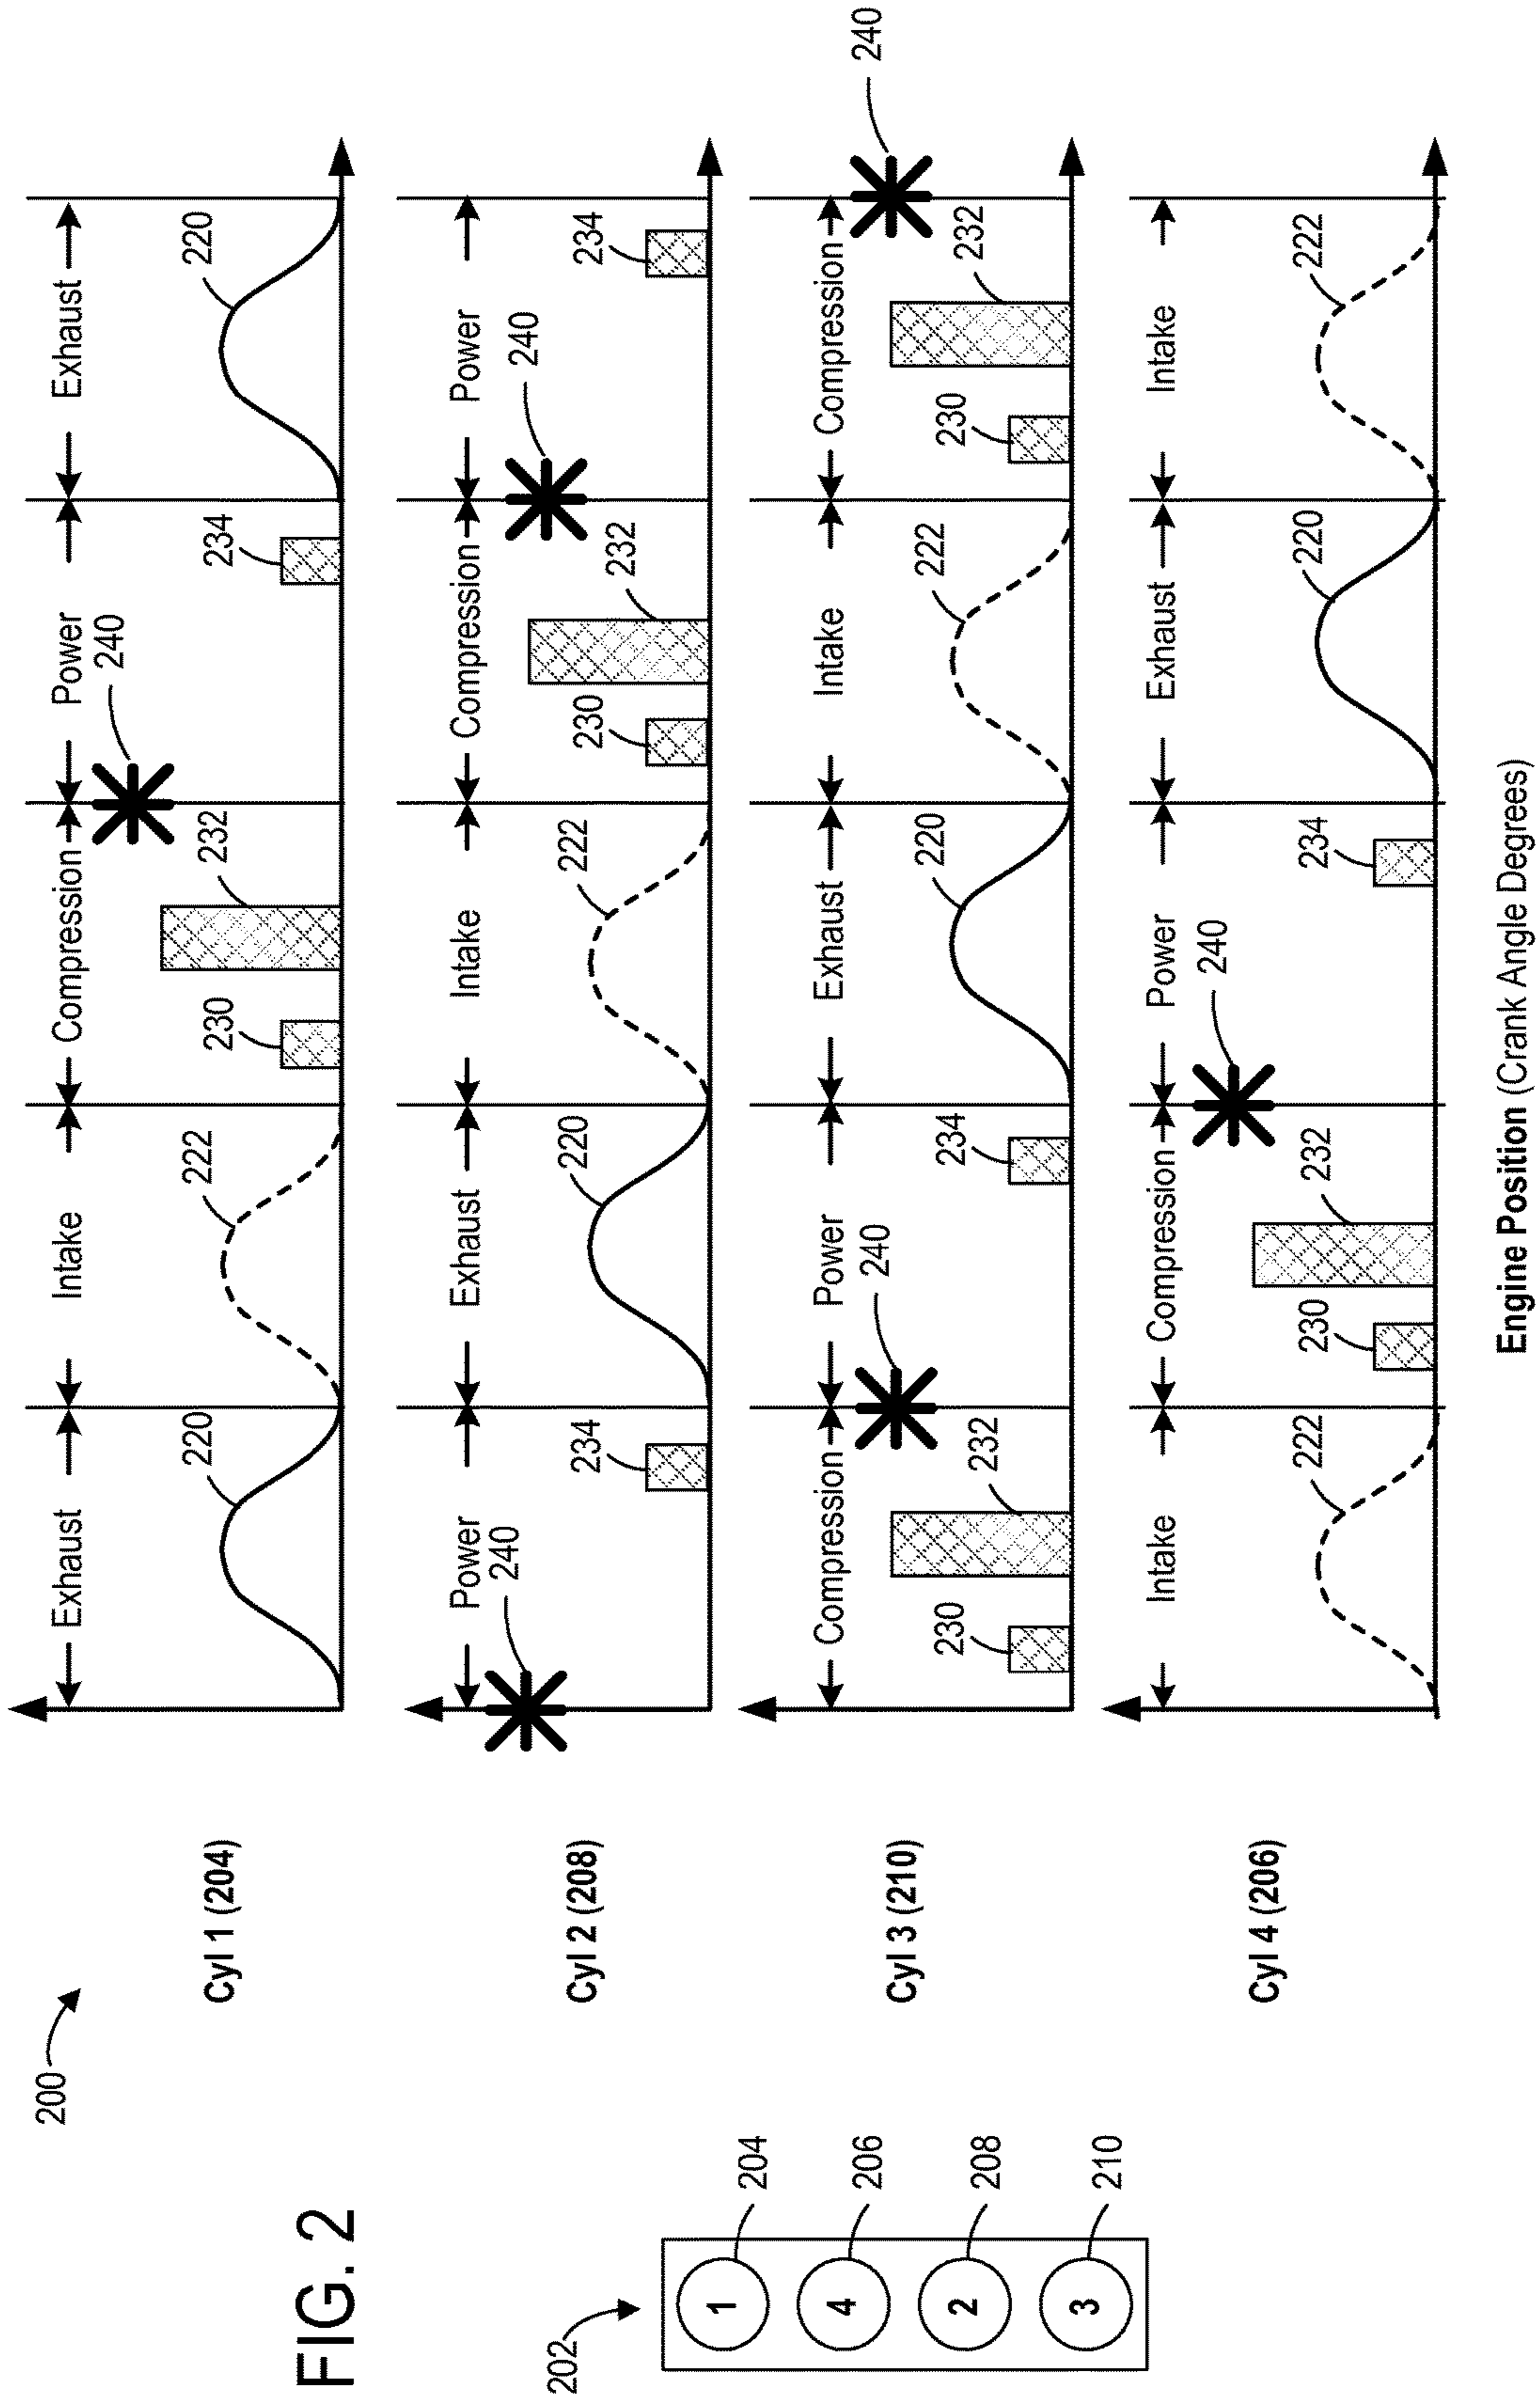 FIG. 2
200
202
1
204
4
206
2
208
3
210
Cyl 1 (204)
Exhaust
Intake
Compression
Power
Exhaust
220
222
230
232
240
234
220
Cyl 2 (208)
Power
Exhaust
Intake
Compression
Power
240
234
220
222
230
232
240
234
Cyl 3 (210)
Compression
Power
Exhaust
Intake
Compression
230
232
240
234
220
222
230
232
240
Cyl 4 (206)
Intake
Compression
Power
Exhaust
Intake
222
230
232
240
234
220
222
Engine Position (Crank Angle Degrees)